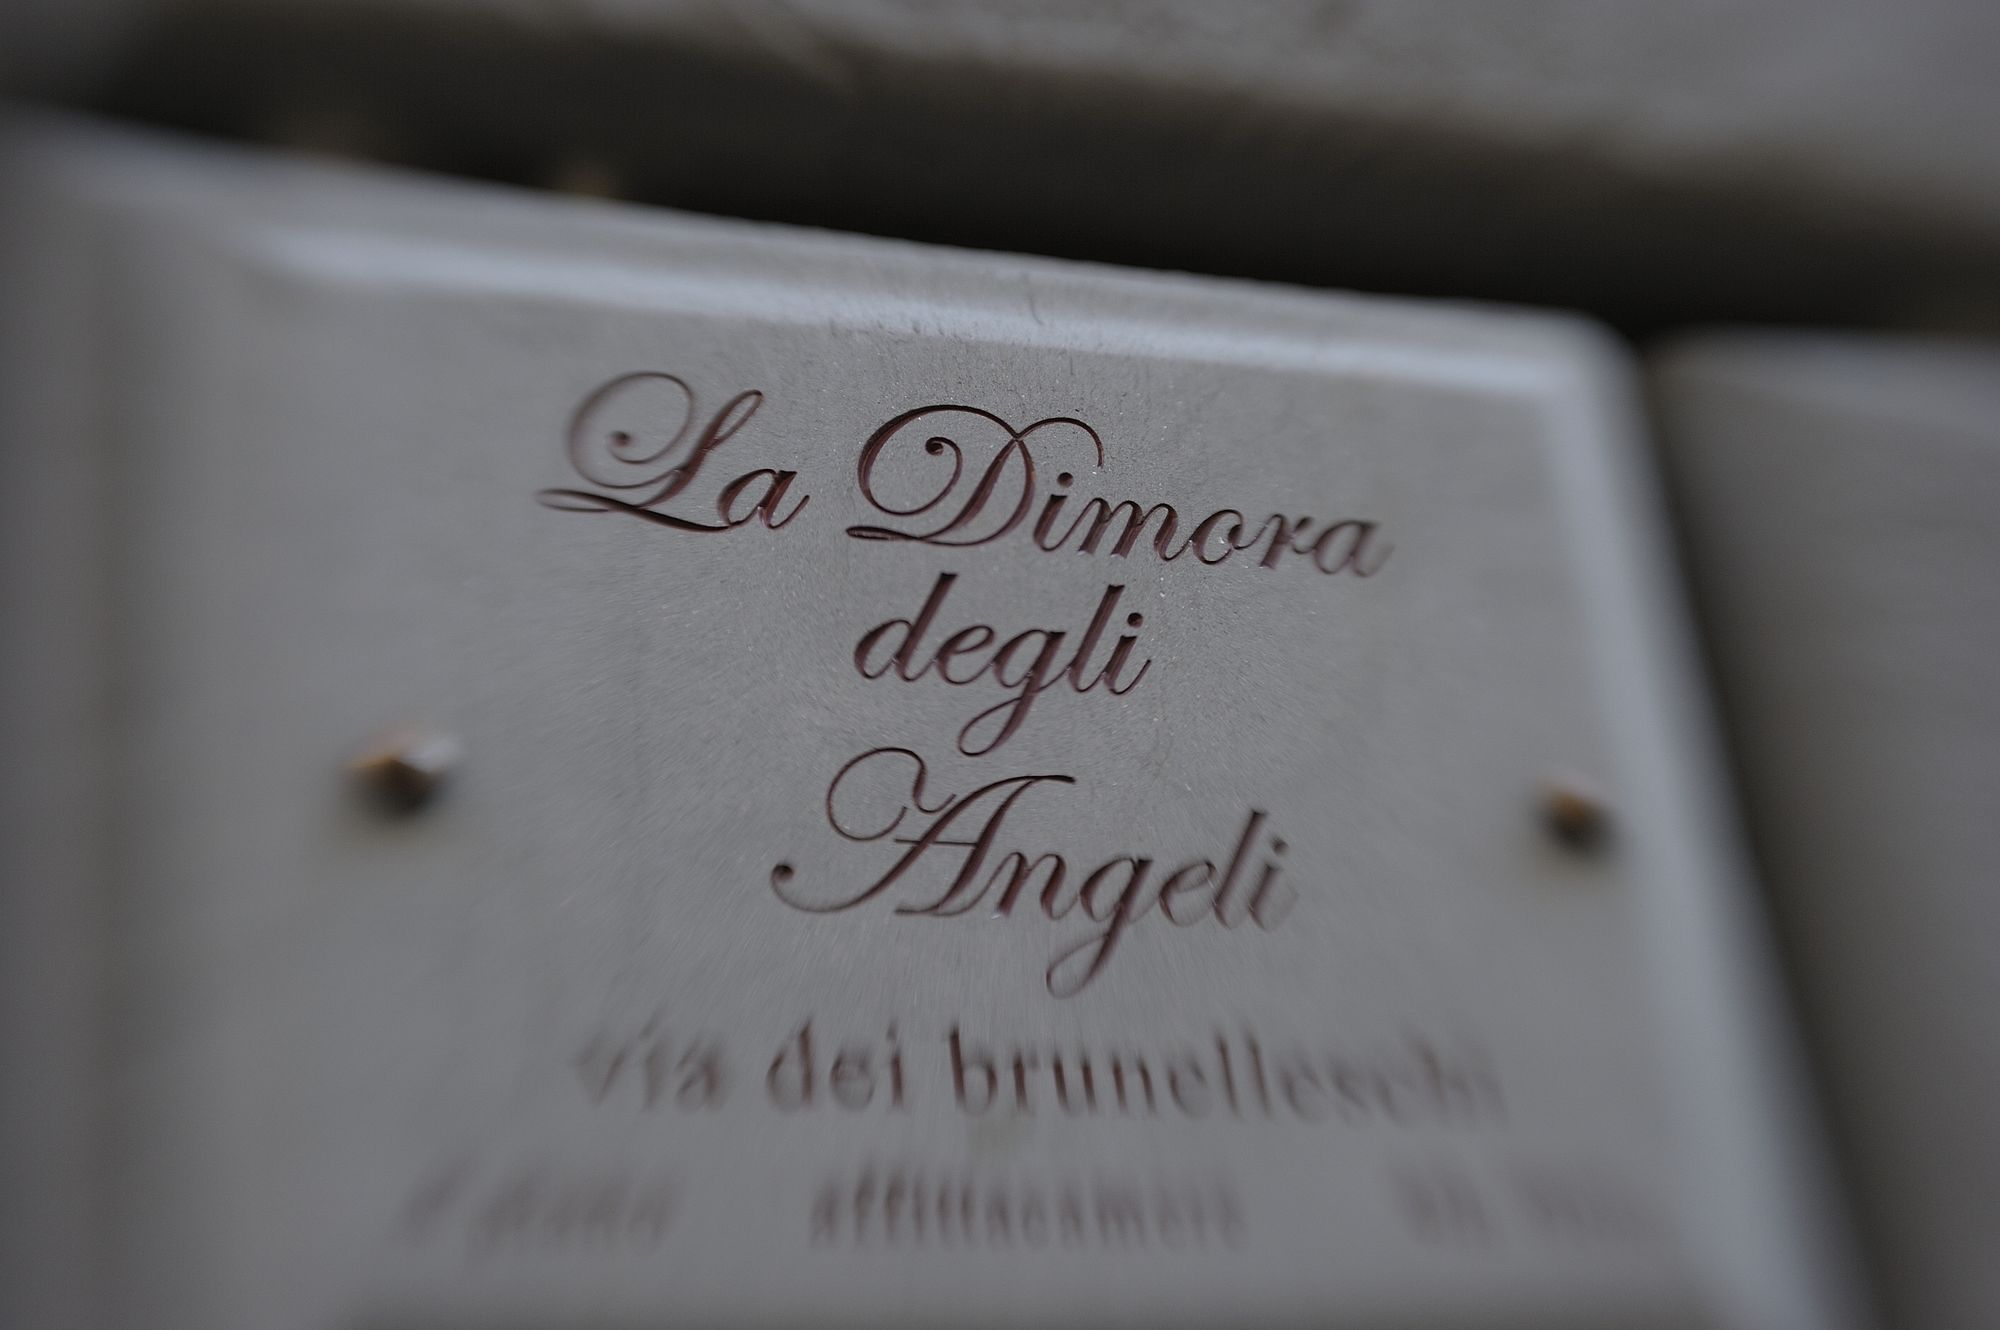 La Dimora
degli
Angeli
via dei brunelleschi
affittacamere